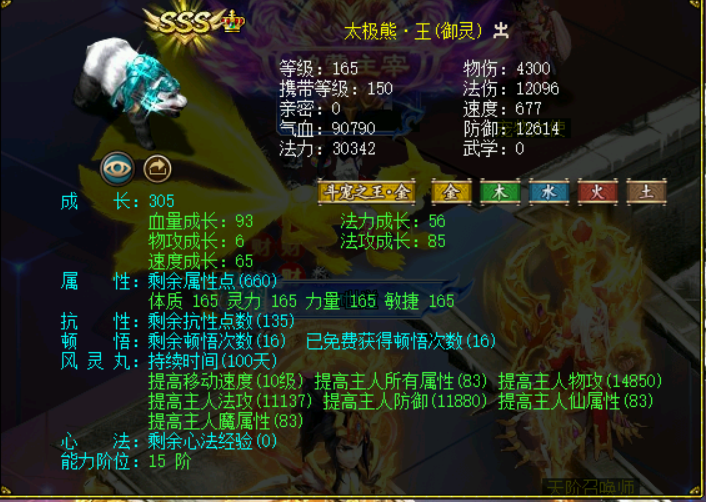 SSS
太极熊·王(御灵) 出
等级：165 物伤：4300
携带等级：150 法伤：12096
亲密：0 速度：677
气血：90790 防御：12614
法力：30342 武学：0
斗宠之王·金 金 木 水 火 土
成长：305
血量成长：93 法力成长：56
物攻成长：6 法攻成长：85
速度成长：65
属性：剩余属性点(660)
体质 165 灵力 165 力量 165 敏捷 165
抗性：剩余抗性点数(135)
顿悟：剩余顿悟次数(16) 已免费获得顿悟次数(16)
风灵丸：持续时间(100天)
提高移动速度(10级) 提高主人所有属性(83) 提高主人物攻(14850)
提高主人法攻(11137) 提高主人防御(11880) 提高主人仙属性(83)
提高主人魔属性(83)
心法：剩余心法经验(0)
能力阶位：15 阶
天阶召唤师